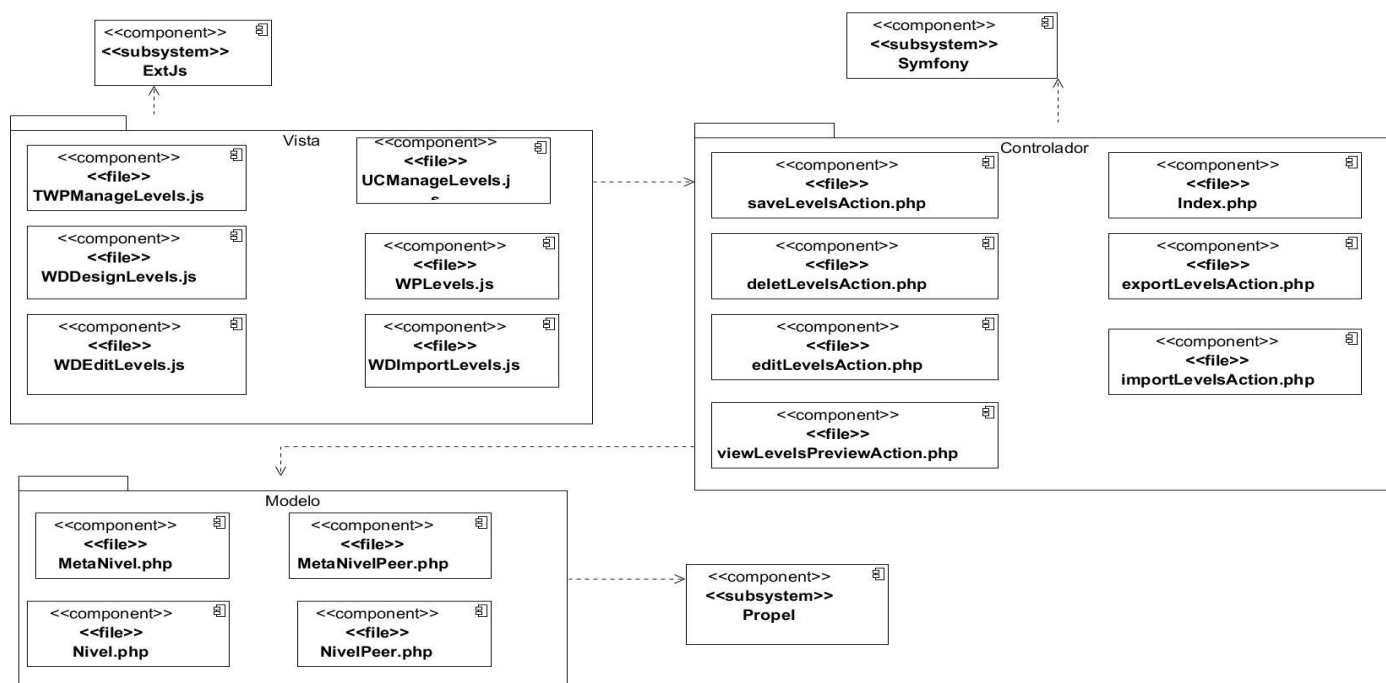 <<component>>
<<subsystem>>
ExtJs
<<component>>
<<subsystem>>
Symfony
Vista
<<component>>
<<file>>
TWPManageLevels.js
<<component>>
<<file>>
UCManageLevels.j
s
<<component>>
<<file>>
WDDesignLevels.js
<<component>>
<<file>>
WPLevels.js
<<component>>
<<file>>
WDEditLevels.js
<<component>>
<<file>>
WDImportLevels.js
Controlador
<<component>>
<<file>>
saveLevelsAction.php
<<component>>
<<file>>
Index.php
<<component>>
<<file>>
deletLevelsAction.php
<<component>>
<<file>>
exportLevelsAction.php
<<component>>
<<file>>
editLevelsAction.php
<<component>>
<<file>>
importLevelsAction.php
<<component>>
<<file>>
viewLevelsPreviewAction.php
Modelo
<<component>>
<<file>>
MetaNivel.php
<<component>>
<<file>>
MetaNivelPeer.php
<<component>>
<<file>>
Nivel.php
<<component>>
<<file>>
NivelPeer.php
<<component>>
<<subsystem>>
Propel